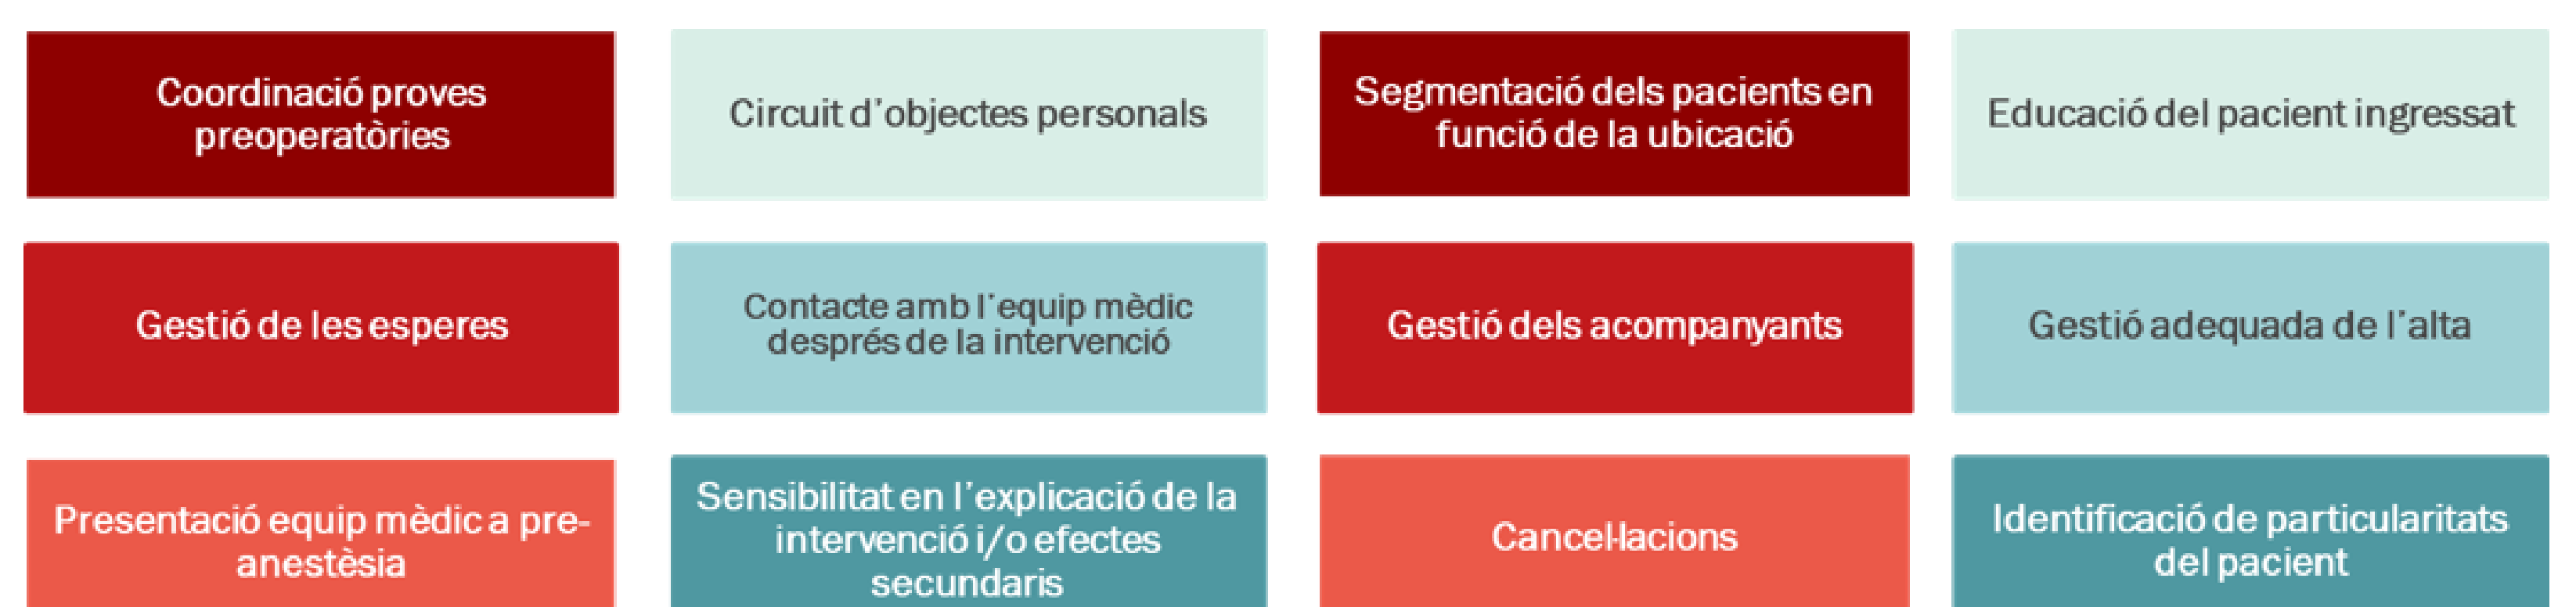 Coordinació proves
preoperatòries
Circuit d'objectes personals
Segmentació dels pacients en
funció de la ubicació
Educació del pacient ingressat
Gestió de les esperes
Contacte amb l'equip mèdic
després de la intervenció
Gestió dels acompanyants
Gestió adequada de l'alta
Presentació equip mèdic a pre-
anestèsia
Sensibilitat en l'explicació de la
intervenció i/o efectes
secundaris
Cancel·lacions
Identificació de particularitats
del pacient